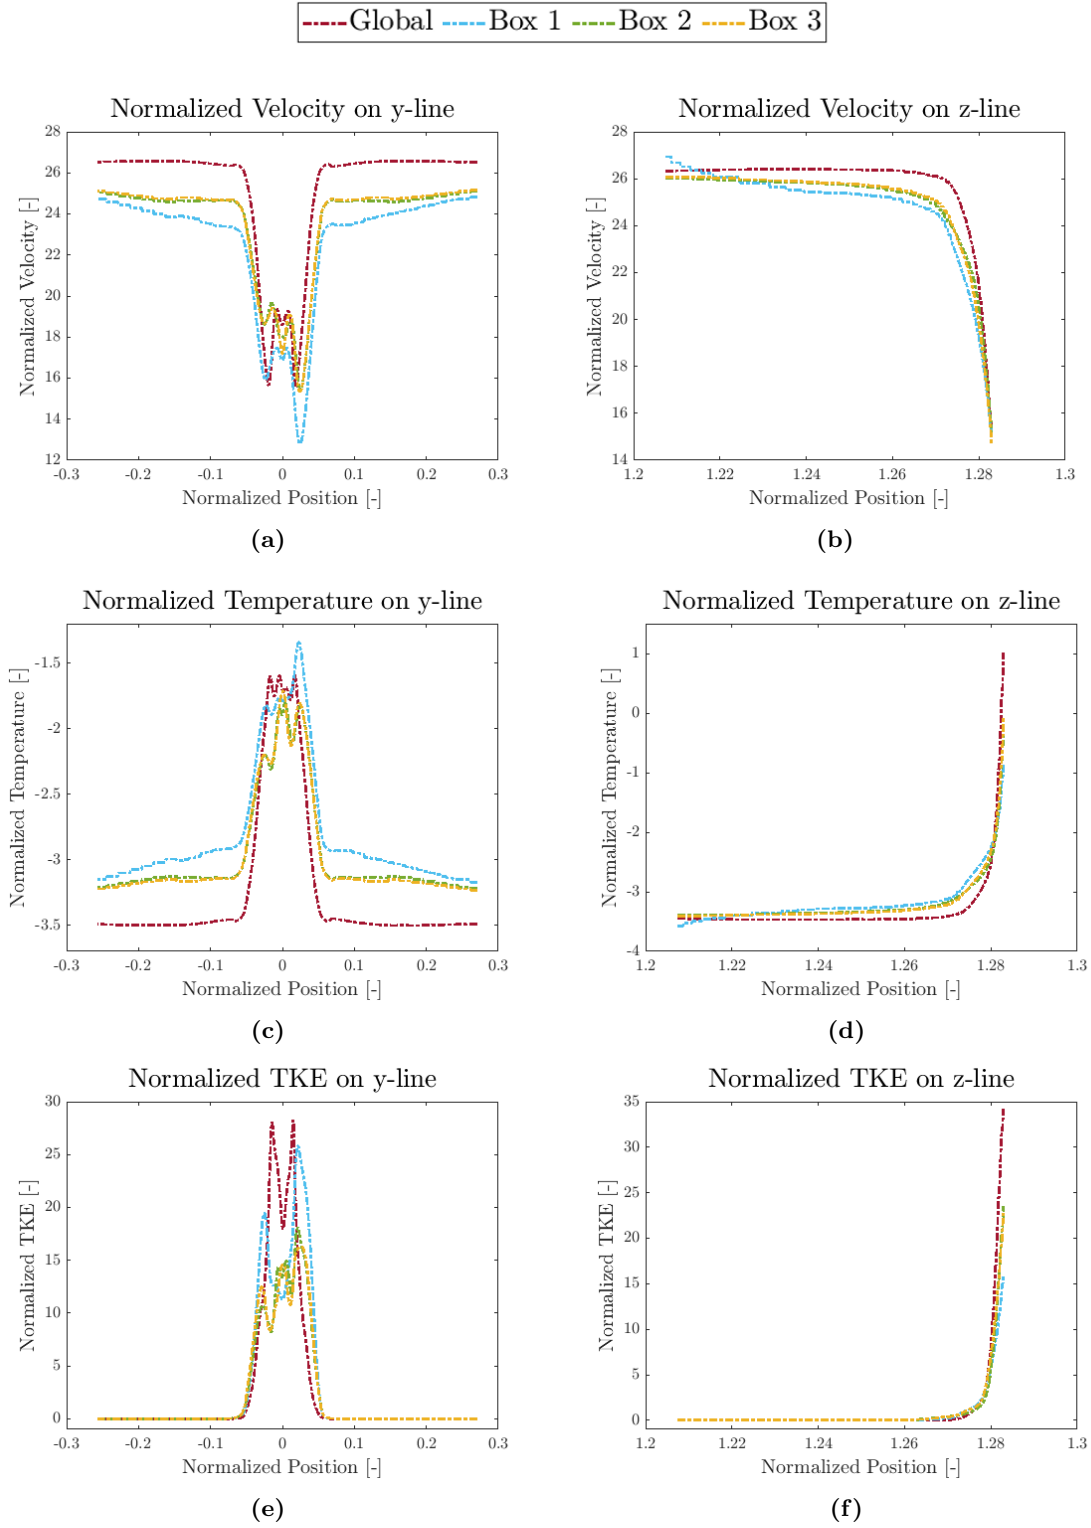 Global Box 1 Box 2 Box 3
Normalized Velocity on y-line
28
26
24
22
20
18
16
14
12
Normalized Velocity [-]
-0.3 -0.2 -0.1 0 0.1 0.2 0.3
Normalized Position [-]
(a)
Normalized Velocity on z-line
28
26
24
22
20
18
16
14
Normalized Velocity [-]
1.2 1.22 1.24 1.26 1.28 1.3
Normalized Position [-]
(b)
Normalized Temperature on y-line
-1.5
-2
-2.5
-3
-3.5
Normalized Temperature [-]
-0.3 -0.2 -0.1 0 0.1 0.2 0.3
Normalized Position [-]
(c)
Normalized Temperature on z-line
1
0
-1
-2
-3
-4
Normalized Temperature [-]
1.2 1.22 1.24 1.26 1.28 1.3
Normalized Position [-]
(d)
Normalized TKE on y-line
30
25
20
15
10
5
0
Normalized TKE [-]
-0.3 -0.2 -0.1 0 0.1 0.2 0.3
Normalized Position [-]
(e)
Normalized TKE on z-line
35
30
25
20
15
10
5
0
Normalized TKE [-]
1.2 1.22 1.24 1.26 1.28 1.3
Normalized Position [-]
(f)